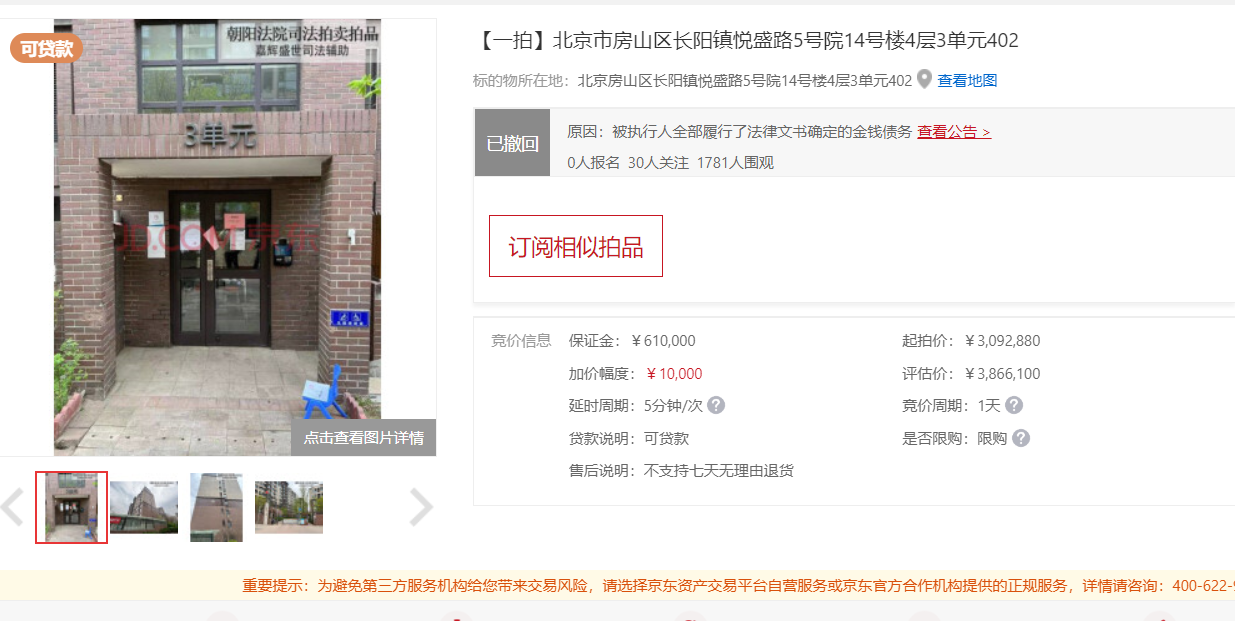 可贷款
朝阳法院司法拍卖拍品
嘉辉盛世司法辅助
3单元
JD.COM 京东
点击查看图片详情
【一拍】北京市房山区长阳镇悦盛路5号院14号楼4层3单元402
标的物所在地：北京房山区长阳镇悦盛路5号院14号楼4层3单元402 查看地图
已撤回
原因：被执行人全部履行了法律文书确定的金钱债务 查看公告 >
0人报名 30人关注 1781人围观
订阅相似拍品
竞价信息 保证金：￥610,000 起拍价：￥3,092,880
加价幅度：￥10,000 评估价：￥3,866,100
延时周期：5分钟/次 ? 竞价周期：1天 ?
贷款说明：可贷款 是否限购：限购 ?
售后说明：不支持七天无理由退货
重要提示：为避免第三方服务机构给您带来交易风险，请选择京东资产交易平台自营服务或京东官方合作机构提供的正规服务，详情请咨询：400-622-